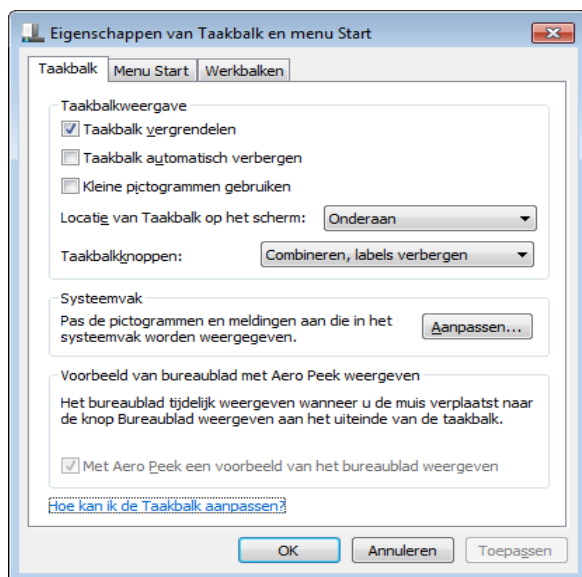 Eigenschappen van Taakbalk en menu Start
Taakbalk Menu Start Werkbalken
Taakbalkweergave
Taakbalk vergrendelen
Taakbalk automatisch verbergen
Kleine pictogrammen gebruiken
Locatie van Taakbalk op het scherm: Onderaan
Taakbalkknoppen: Combineren, labels verbergen
Systeemvak
Pas de pictogrammen en meldingen aan die in het
systeemvak worden weergegeven.
Aanpassen...
Voorbeeld van bureaublad met Aero Peek weergeven
Het bureaublad tijdelijk weergeven wanneer u de muis verplaatst naar
de knop Bureaublad weergeven aan het uiteinde van de taakbalk.
Met Aero Peek een voorbeeld van het bureaublad weergeven
Hoe kan ik de Taakbalk aanpassen?
OK Annuleren Toepassen